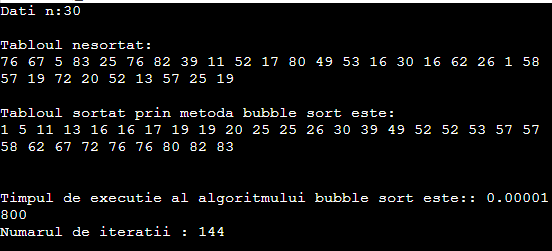 Dati n:30
Tabloul nesortat:
76 67 5 83 25 76 82 39 11 52 17 80 49 53 16 30 16 62 26 1 58
57 19 72 20 52 13 57 25 19
Tabloul sortat prin metoda bubble sort este:
1 5 11 13 16 16 17 19 19 20 25 25 26 30 39 49 52 52 53 57 57
58 62 67 72 76 76 80 82 83
Timpul de executie al algoritmului bubble sort este:: 0.00001
800
Numarul de iteratii : 144